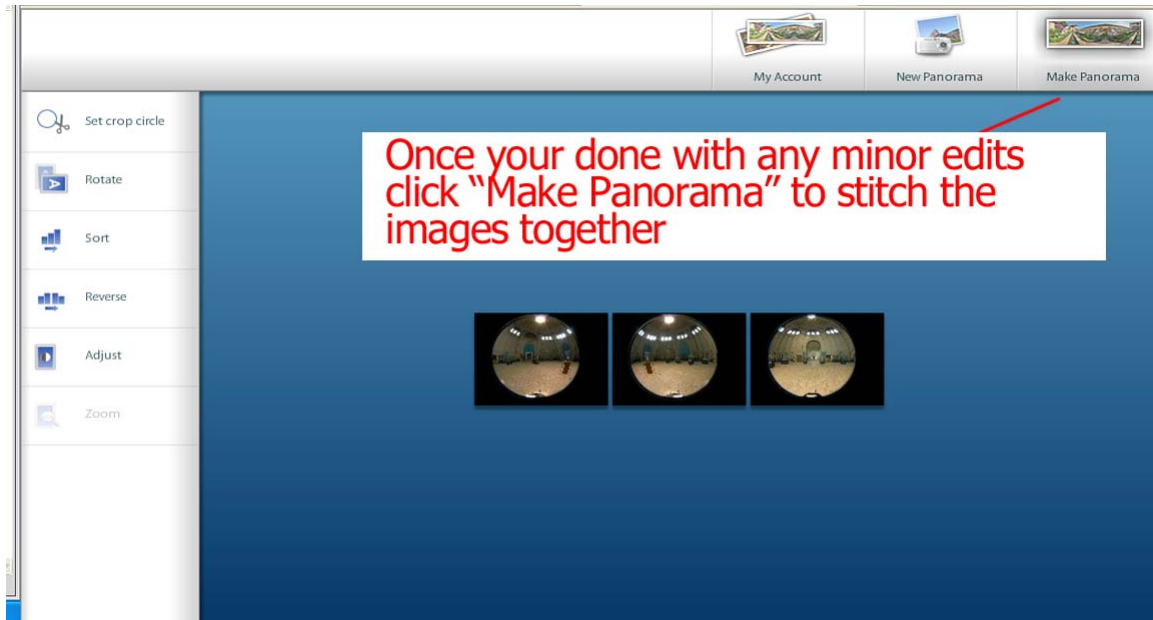 My Account
New Panorama
Make Panorama
Set crop circle
Rotate
Sort
Reverse
Adjust
Zoom
Once your done with any minor edits
click “Make Panorama” to stitch the
images together